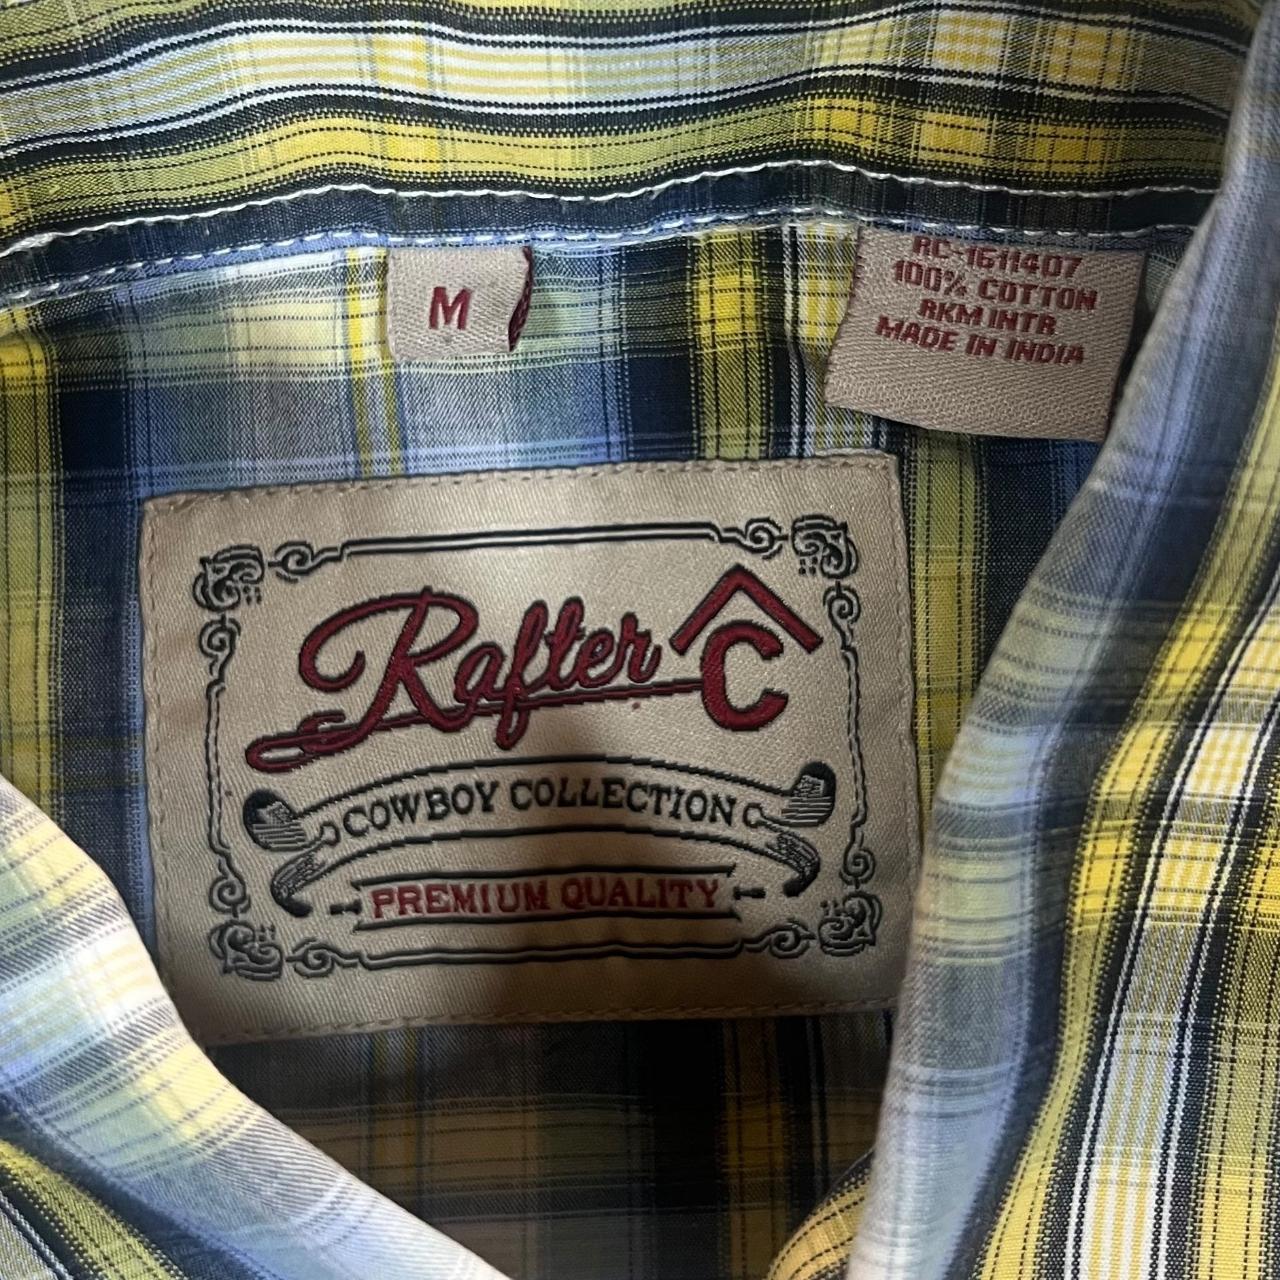 M
RC-1611407
100% COTTON
RKM INTR
MADE IN INDIA
Rafter C
COWBOY COLLECTION
PREMIUM QUALITY